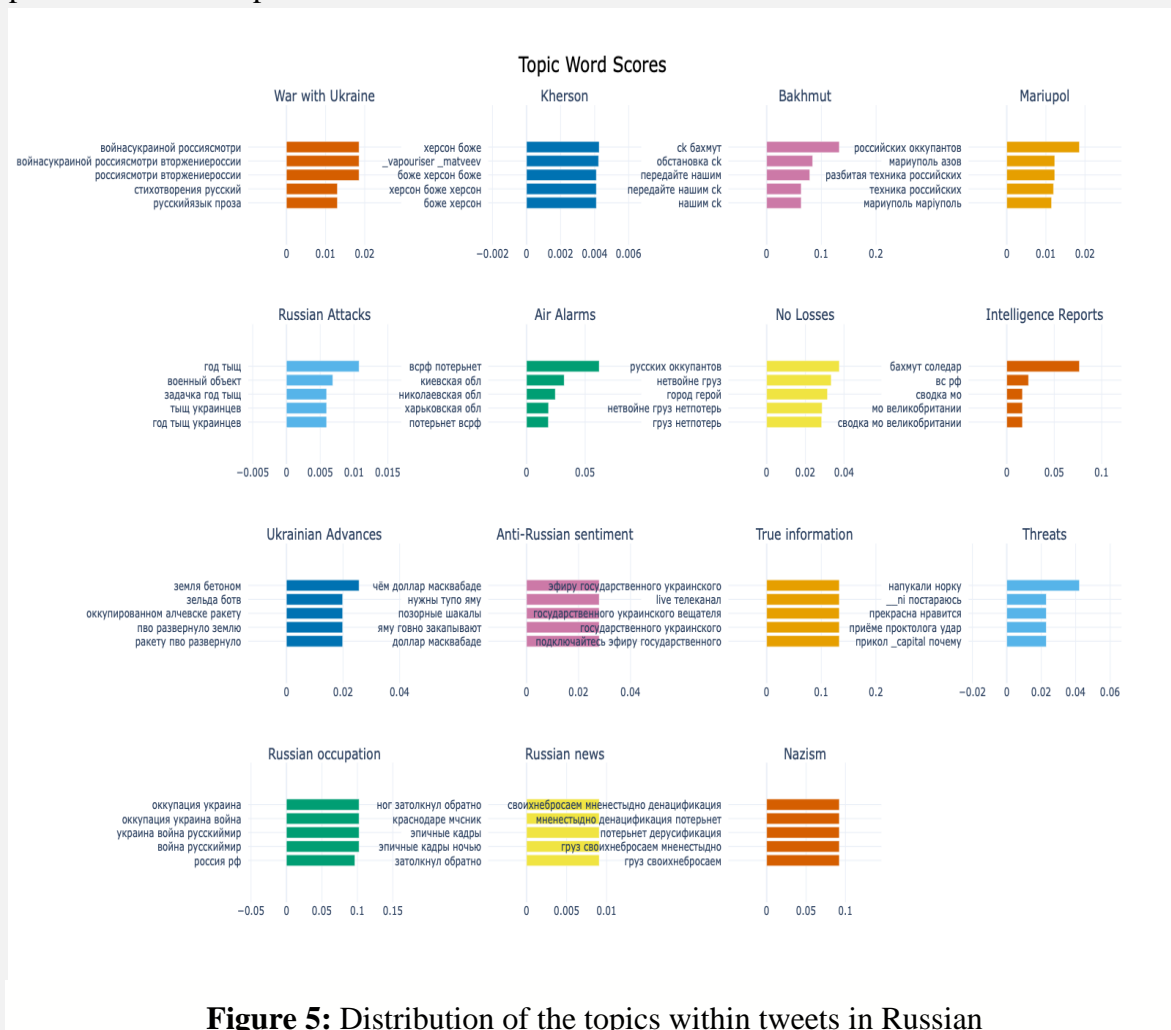 Topic Word Scores
War with Ukraine
войнасукраиной россиясмотри
войнасукраиной россиясмотри вторжениероссии
россиясмотри вторжениероссии
стихотворения русский
русскийязык проза
0 0.01 0.02
Kherson
херсон боже
_vapouriser _matveev
боже херсон боже
херсон боже херсон
боже херсон
−0.002 0 0.002 0.004 0.006
Bakhmut
ck бахмут
обстановка ck
передайте нашим
передайте нашим ck
нашим ck
0 0.1 0.2
Mariupol
российских оккупантов
мариуполь азов
разбитая техника российских
техника российских
мариуполь маріуполь
0 0.01 0.02
Russian Attacks
год тыщ
военный объект
задачка год тыщ
тыщ украинцев
год тыщ украинцев
−0.005 0 0.005 0.01 0.015
Air Alarms
всрф потерьнет
киевская обл
николаевская обл
харьковская обл
потерьнет всрф
0 0.05
No Losses
русских оккупантов
нетвойне груз
город герой
нетвойне груз нетпотерь
груз нетпотерь
0 0.02 0.04
Intelligence Reports
бахмут соледар
вс рф
сводка мо
мо великобритании
сводка мо великобритании
0 0.05 0.1
Ukrainian Advances
земля бетоном
зельда ботв
оккупированном алчевске ракету
пво развернуло землю
ракету пво развернуло
0 0.02 0.04
Anti-Russian sentiment
чём доллар масквабаде
нужны тупо яму
позорные шакалы
яму говно закапывают
доллар масквабаде
0 0.02 0.04
True information
эфиру государственного украинского
live телеканал
государственного украинского вещателя
государственного украинского
подключайтесь эфиру государственного
0 0.1 0.2
Threats
напукали норку
__ni постараюсь
прекрасна нравится
приёме проктолога удар
прикол _capital почему
−0.02 0 0.02 0.04 0.06
Russian occupation
оккупация украина
оккупация украина война
украина война русскиймир
война русскиймир
россия рф
−0.05 0 0.05 0.1 0.15
Russian news
ног затолкнул обратно
краснодаре мчсник
эпичные кадры
эпичные кадры ночью
затолкнул обратно
0 0.005 0.01
Nazism
своихнебросаем мненестыдно денацификация
мненестыдно денацификация потерьнет
потерьнет дерусификация
груз своихнебросаем мненестыдно
груз своихнебросаем
0 0.05 0.1
Figure 5: Distribution of the topics within tweets in Russian